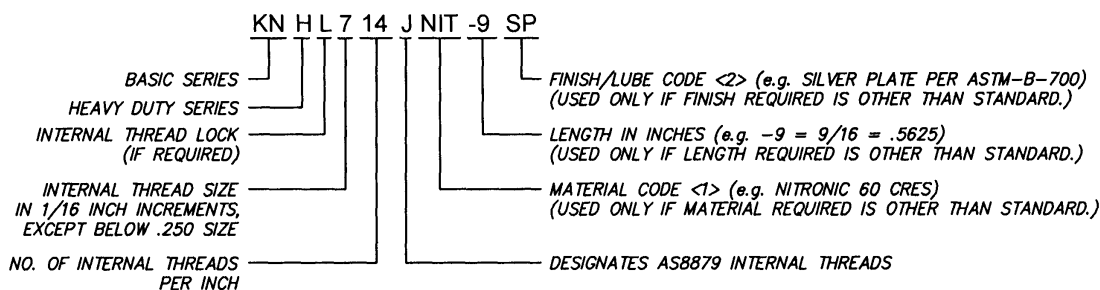 KN H L 7 14 J NIT -9 SP
BASIC SERIES
HEAVY DUTY SERIES
INTERNAL THREAD LOCK
(IF REQUIRED)
INTERNAL THREAD SIZE
IN 1/16 INCH INCREMENTS,
EXCEPT BELOW .250 SIZE
NO. OF INTERNAL THREADS
PER INCH
FINISH/LUBE CODE <2> (e.g. SILVER PLATE PER ASTM-B-700)
(USED ONLY IF FINISH REQUIRED IS OTHER THAN STANDARD.)
LENGTH IN INCHES (e.g. -9 = 9/16 = .5625)
(USED ONLY IF LENGTH REQUIRED IS OTHER THAN STANDARD.)
MATERIAL CODE <1> (e.g. NITRONIC 60 CRES)
(USED ONLY IF MATERIAL REQUIRED IS OTHER THAN STANDARD.)
DESIGNATES AS8879 INTERNAL THREADS